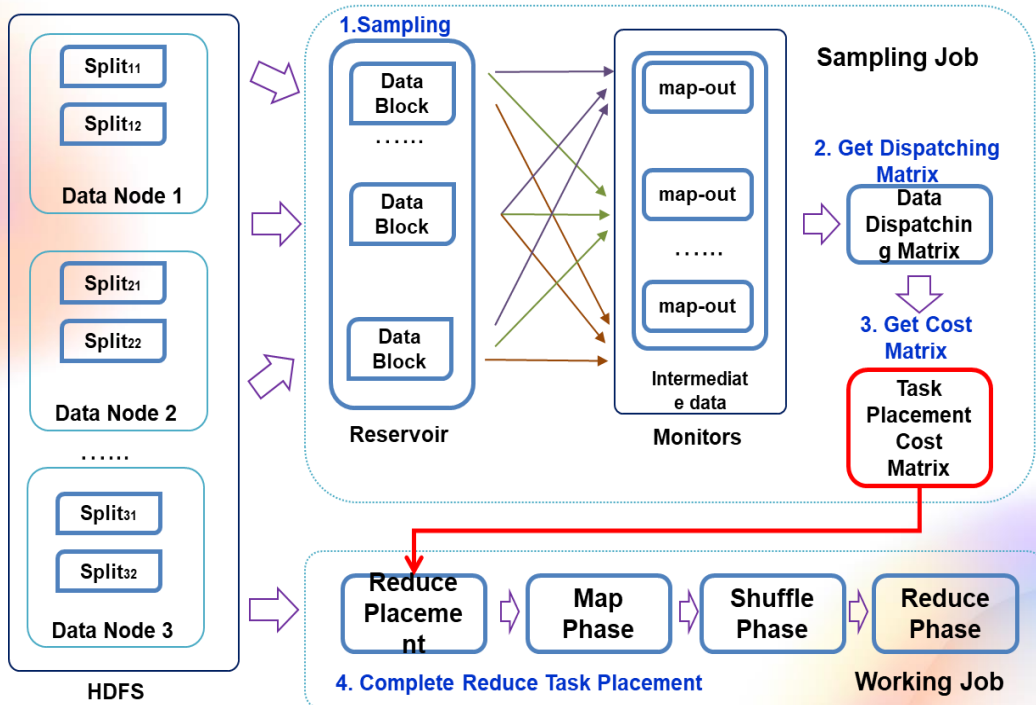 Split11
Split12
Data Node 1
Split21
Split22
Data Node 2
……
Split31
Split32
Data Node 3
HDFS
1.Sampling
Data
Block
……
Data
Block
Data
Block
Reservoir
map-out
map-out
……
map-out
Intermediat
e data
Monitors
Sampling Job
2. Get Dispatching
Matrix
Data
Dispatchin
g Matrix
3. Get Cost
Matrix
Task
Placement
Cost
Matrix
Reduce
Placeme
nt
Map
Phase
Shuffle
Phase
Reduce
Phase
4. Complete Reduce Task Placement
Working Job